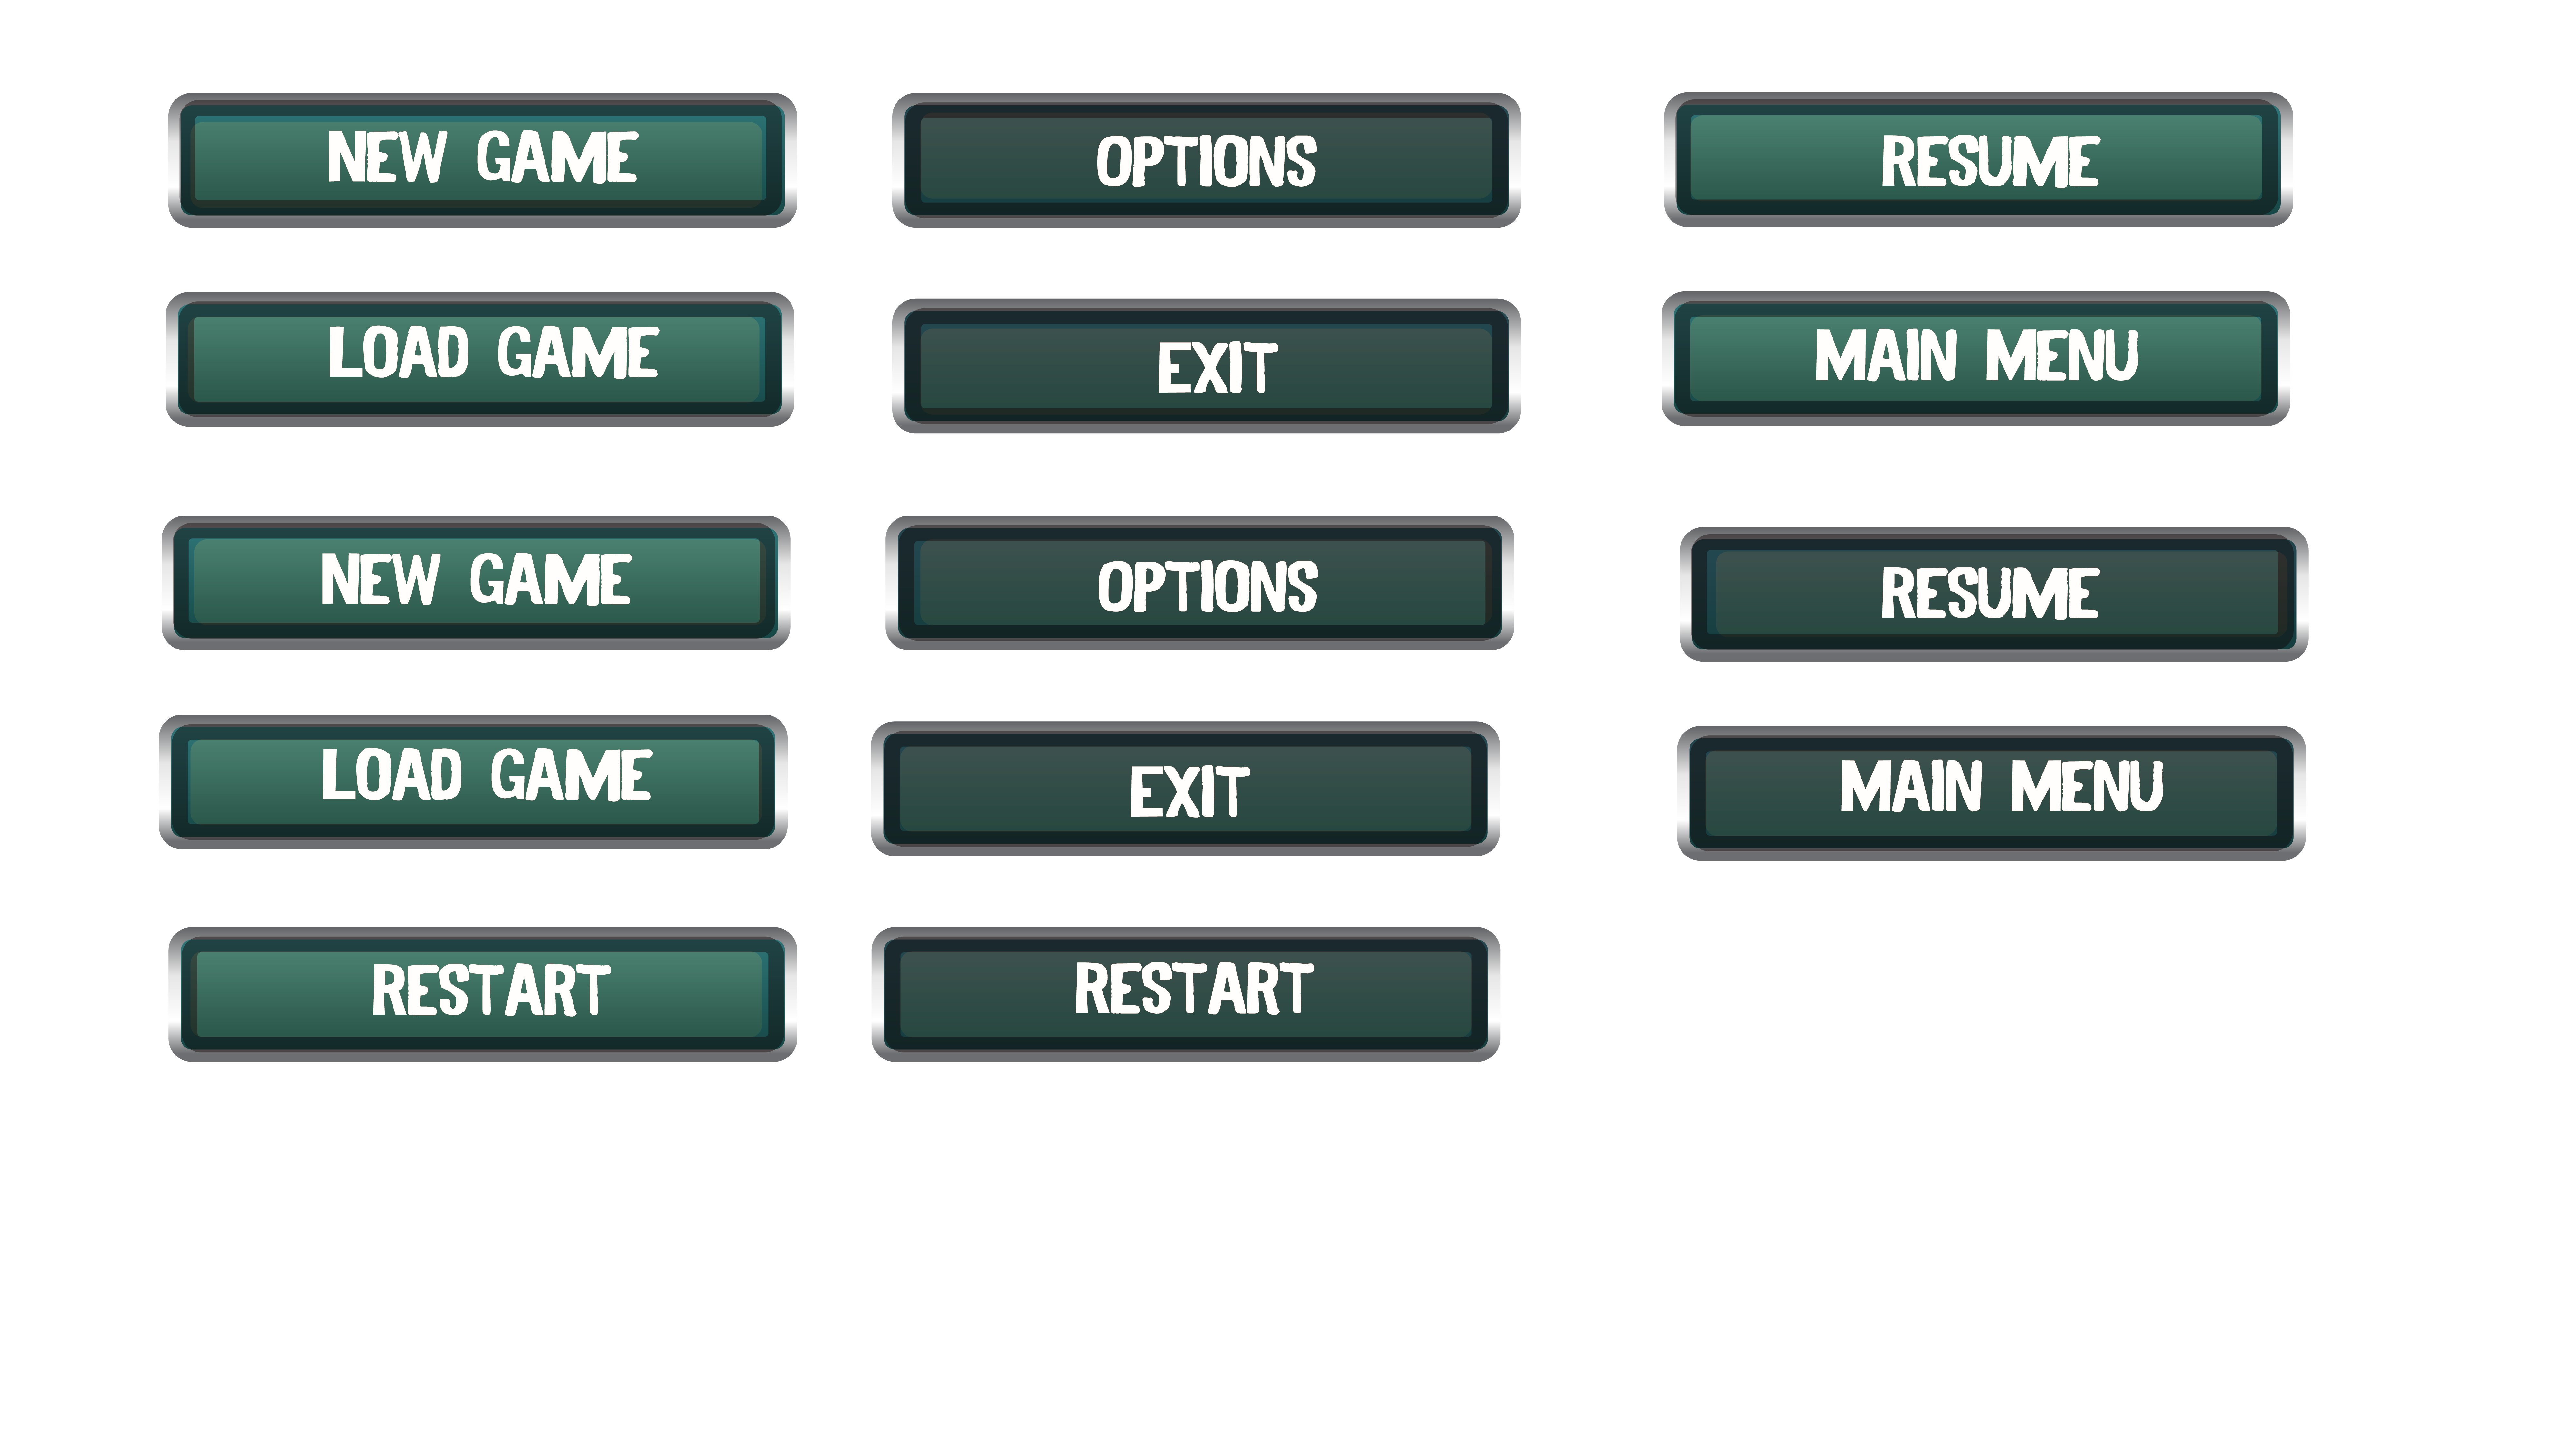 NEW GAME
OPTIONS
RESUME
LOAD GAME
EXIT
MAIN MENU
NEW GAME
OPTIONS
RESUME
LOAD GAME
EXIT
MAIN MENU
RESTART
RESTART